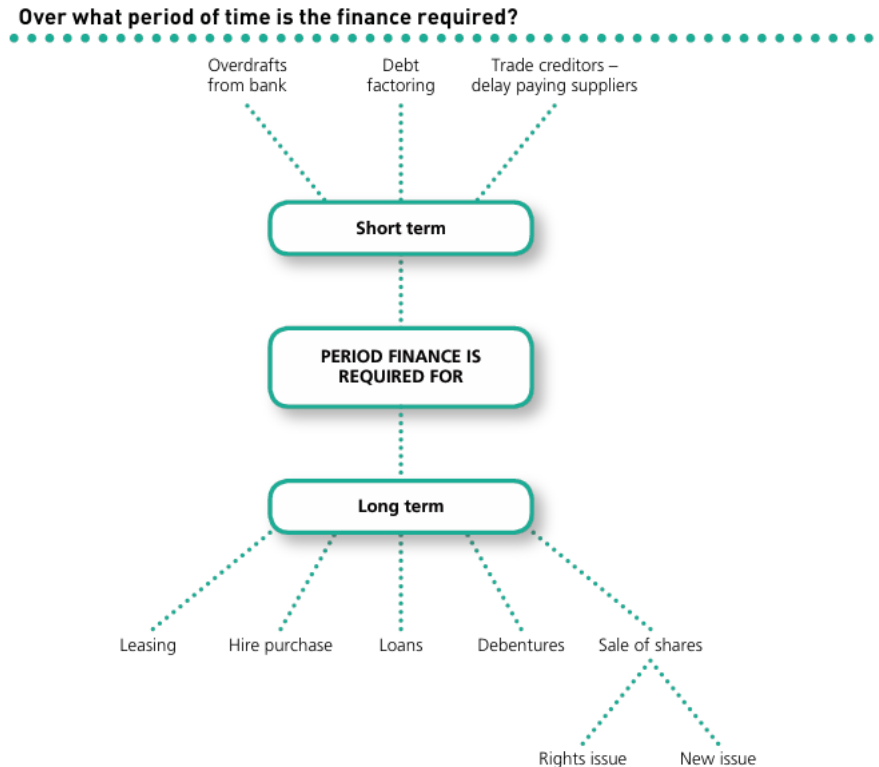 Over what period of time is the finance required?
Overdrafts
from bank
Debt
factoring
Trade creditors –
delay paying suppliers
Short term
PERIOD FINANCE IS
REQUIRED FOR
Long term
Leasing
Hire purchase
Loans
Debentures
Sale of shares
Rights issue
New issue